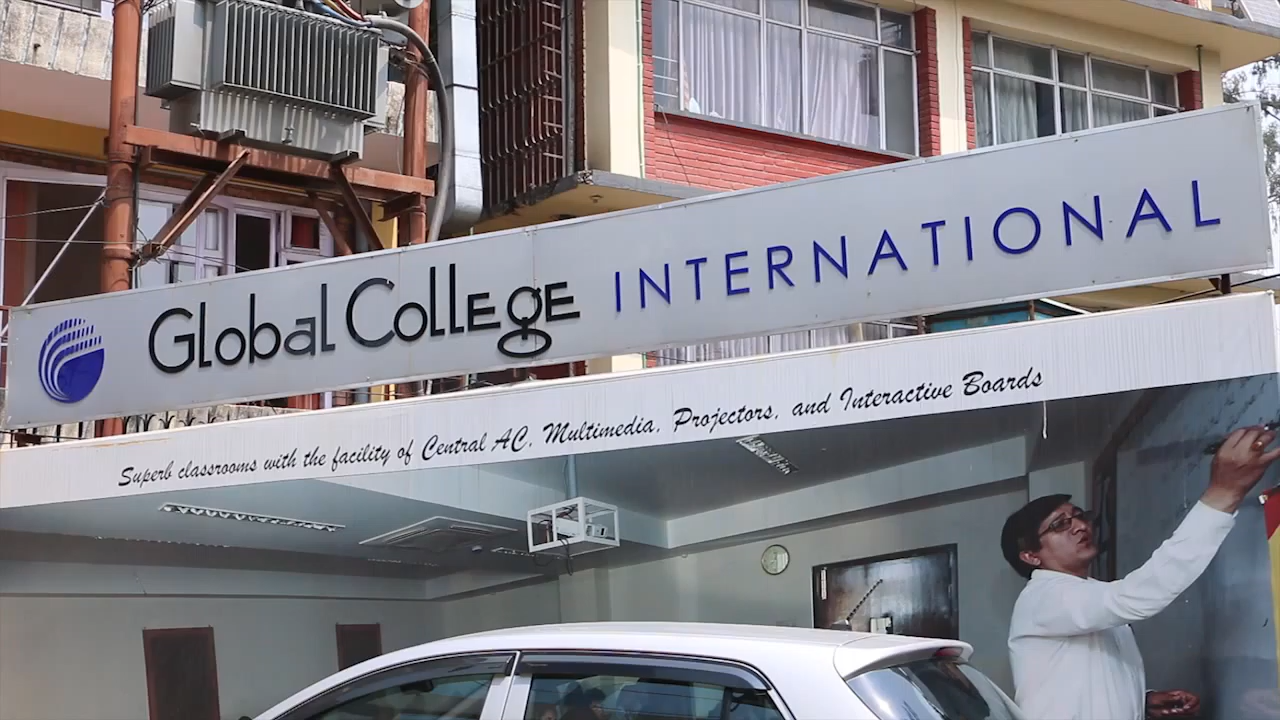 Global College INTERNATIONAL
Superb classrooms with the facility of Central AC, Multimedia, Projectors, and Interactive Boards